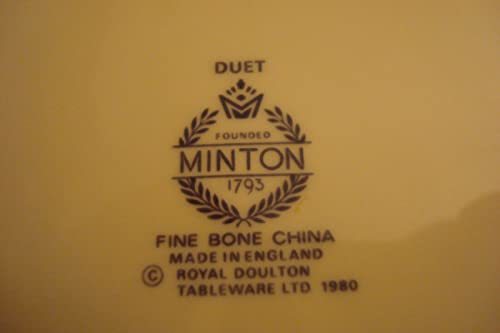 DUET
FOUNDED
MINTON
1793
FINE BONE CHINA
MADE IN ENGLAND
© ROYAL DOULTON
TABLEWARE LTD 1980